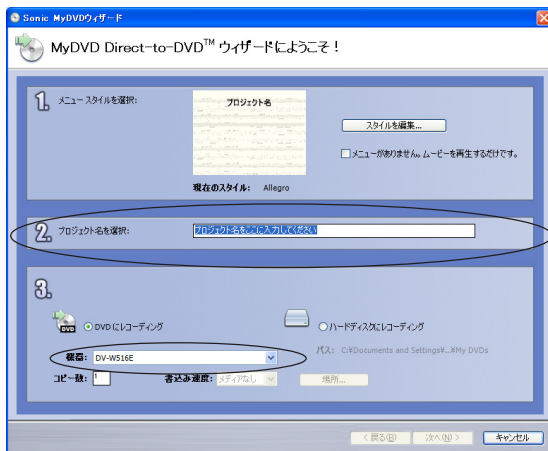 Sonic MyDVDウィザード
MyDVD Direct-to-DVD™ ウィザードにようこそ！
1. メニュー スタイルを選択:
プロジェクト名
スタイルを編集...
メニューがありません。ムービーを再生するだけです。
現在のスタイル: Allegro
2. プロジェクト名を選択:
プロジェクト名をここに入力してください
3.
DVD
DVD にレコーディング
ハードディスクにレコーディング
機器: DV-W516E
パス: C:¥Documents and Settings¥...¥My DVDs
コピー数: 1
書込み速度: メディアなし
場所...
< 戻る(B)
次へ(N) >
キャンセル